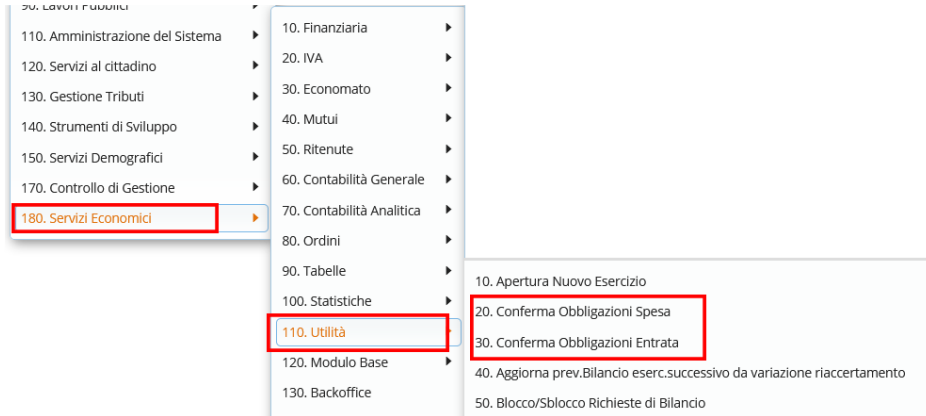 90. Lavori Pubblici
110. Amministrazione del Sistema
120. Servizi al cittadino
130. Gestione Tributi
140. Strumenti di Sviluppo
150. Servizi Demografici
170. Controllo di Gestione
180. Servizi Economici
10. Finanziaria
20. IVA
30. Economato
40. Mutui
50. Ritenute
60. Contabilità Generale
70. Contabilità Analitica
80. Ordini
90. Tabelle
100. Statistiche
110. Utilità
120. Modulo Base
130. Backoffice
10. Apertura Nuovo Esercizio
20. Conferma Obbligazioni Spesa
30. Conferma Obbligazioni Entrata
40. Aggiorna prev.Bilancio eserc.successivo da variazione riaccertamento
50. Blocco/Sblocco Richieste di Bilancio